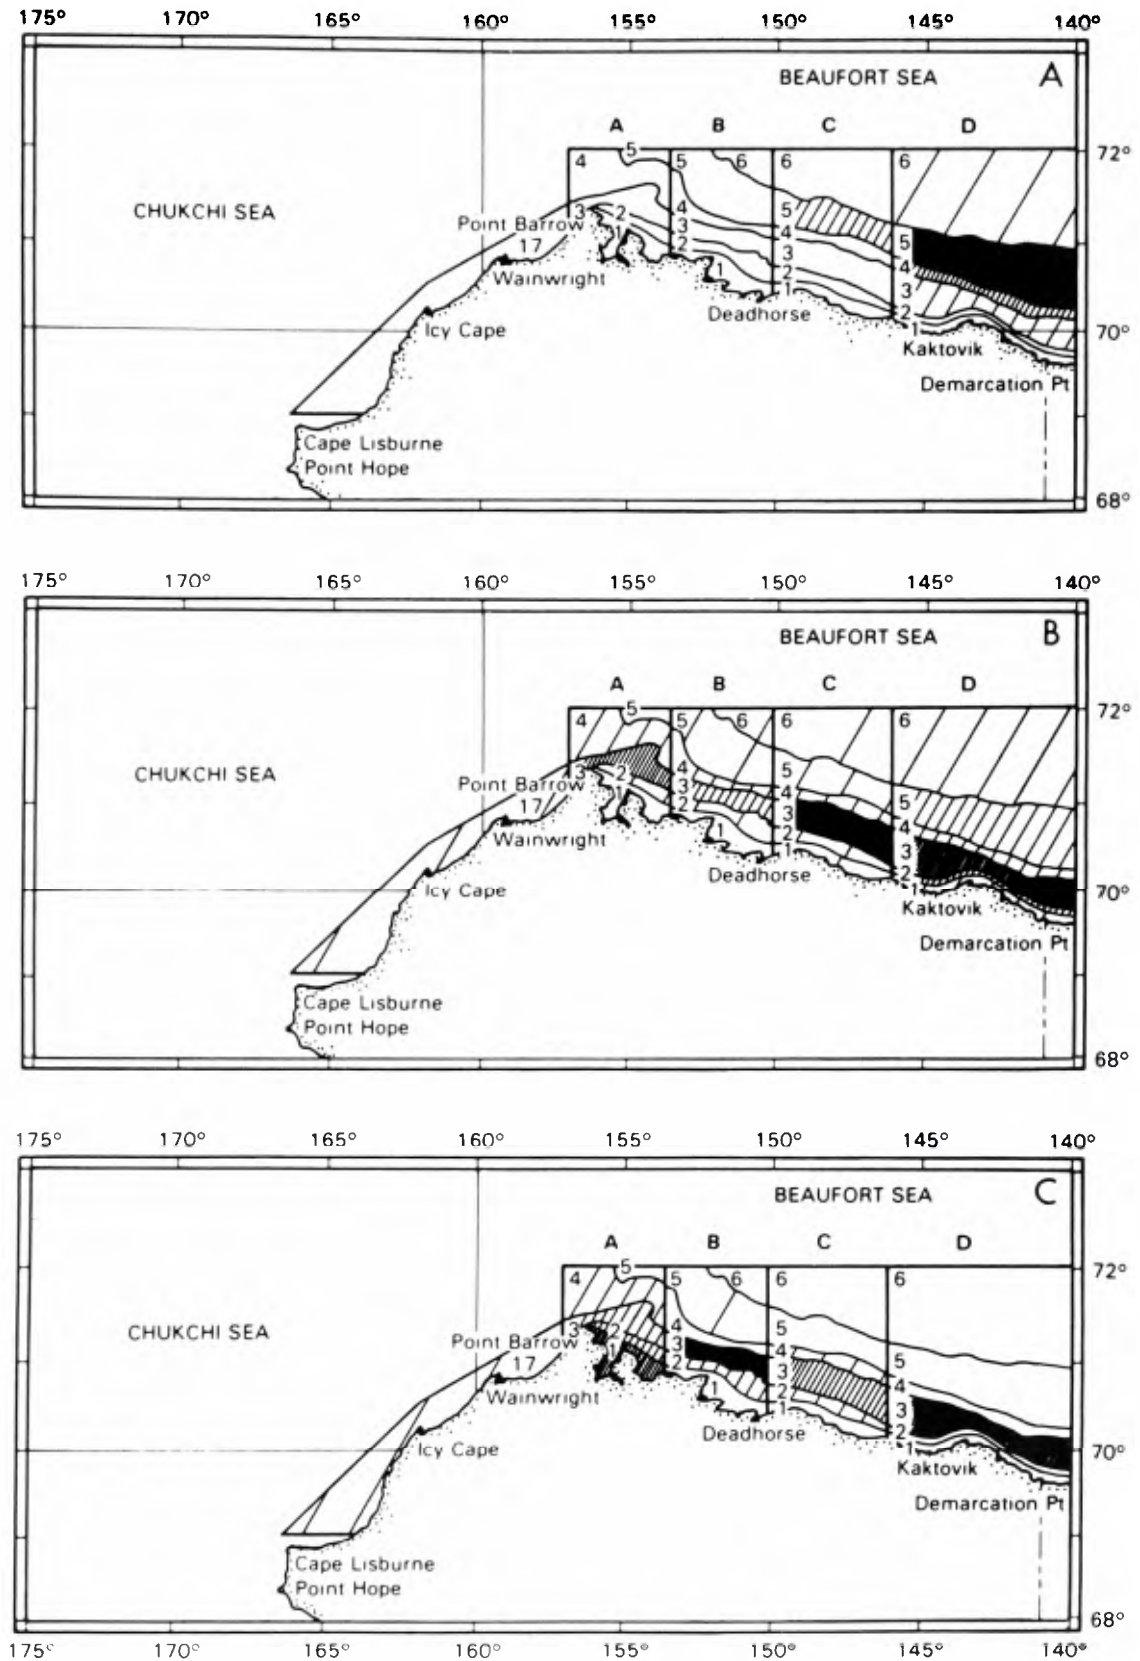 175° 170° 165° 160° 155° 150° 145° 140°
BEAUFORT SEA A
A B C D
4 5 5 6 6 6 72°
CHUKCHI SEA
Point Barrow 3 2 4 5 5
17 1 3 4 4
Wainwright 2 3 3
1 2 2
Icy Cape Deadhorse 1 1 70°
Kaktovik
Demarcation Pt
Cape Lisburne
Point Hope
68°
175° 170° 165° 160° 155° 150° 145° 140°
BEAUFORT SEA B
A B C D
4 5 5 6 6 6 72°
CHUKCHI SEA
Point Barrow 3 2 4 5 5
17 1 3 4 4
Wainwright 2 3 3
1 2 2
Icy Cape Deadhorse 1 1 70°
Kaktovik
Demarcation Pt
Cape Lisburne
Point Hope
68°
175° 170° 165° 160° 155° 150° 145° 140°
BEAUFORT SEA C
A B C D
4 5 5 6 6 6 72°
CHUKCHI SEA
Point Barrow 3 2 4 5 5
17 1 3 4 4
Wainwright 2 3 3
1 2 2
Icy Cape Deadhorse 1 1 70°
Kaktovik
Demarcation Pt
Cape Lisburne
Point Hope
68°
175° 170° 165° 160° 155° 150° 145° 140°